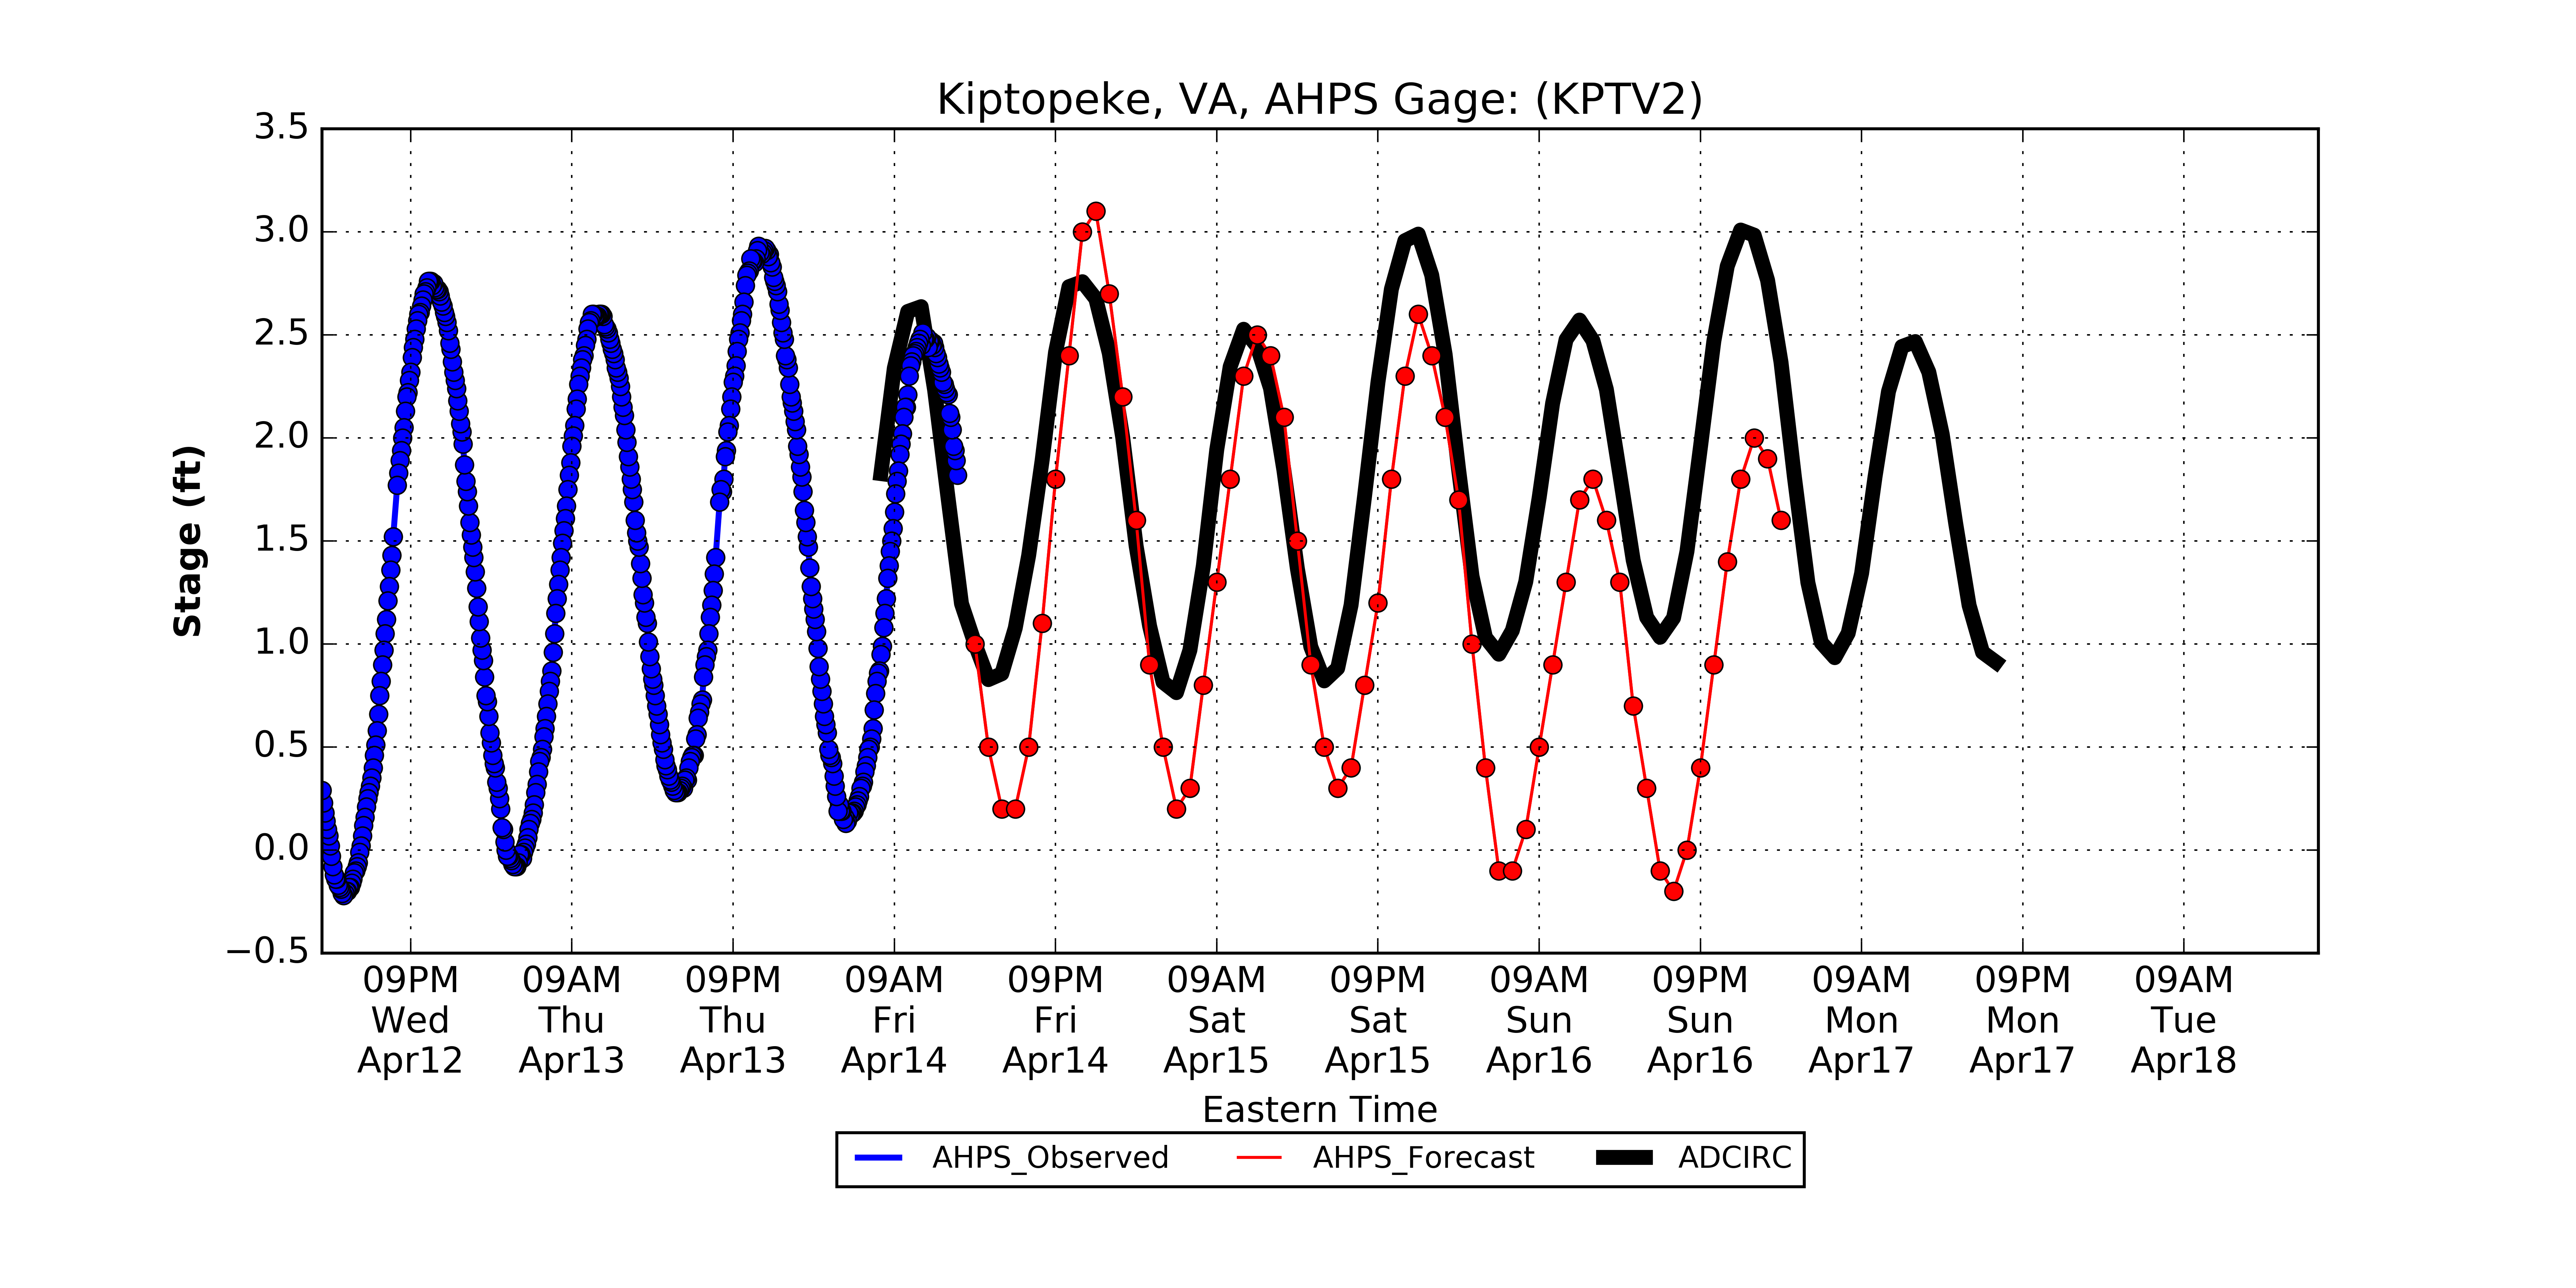 Kiptopeke, VA, AHPS Gage: (KPTV2)
3.5
3.0
2.5
2.0
1.5
1.0
0.5
0.0
−0.5
Stage (ft)
09PM 09AM 09PM 09AM 09PM 09AM 09PM 09AM 09PM 09AM 09PM 09AM
Wed Thu Thu Fri Fri Sat Sat Sun Sun Mon Mon Tue
Apr12 Apr13 Apr13 Apr14 Apr14 Apr15 Apr15 Apr16 Apr16 Apr17 Apr17 Apr18
Eastern Time
AHPS_Observed AHPS_Forecast ADCIRC